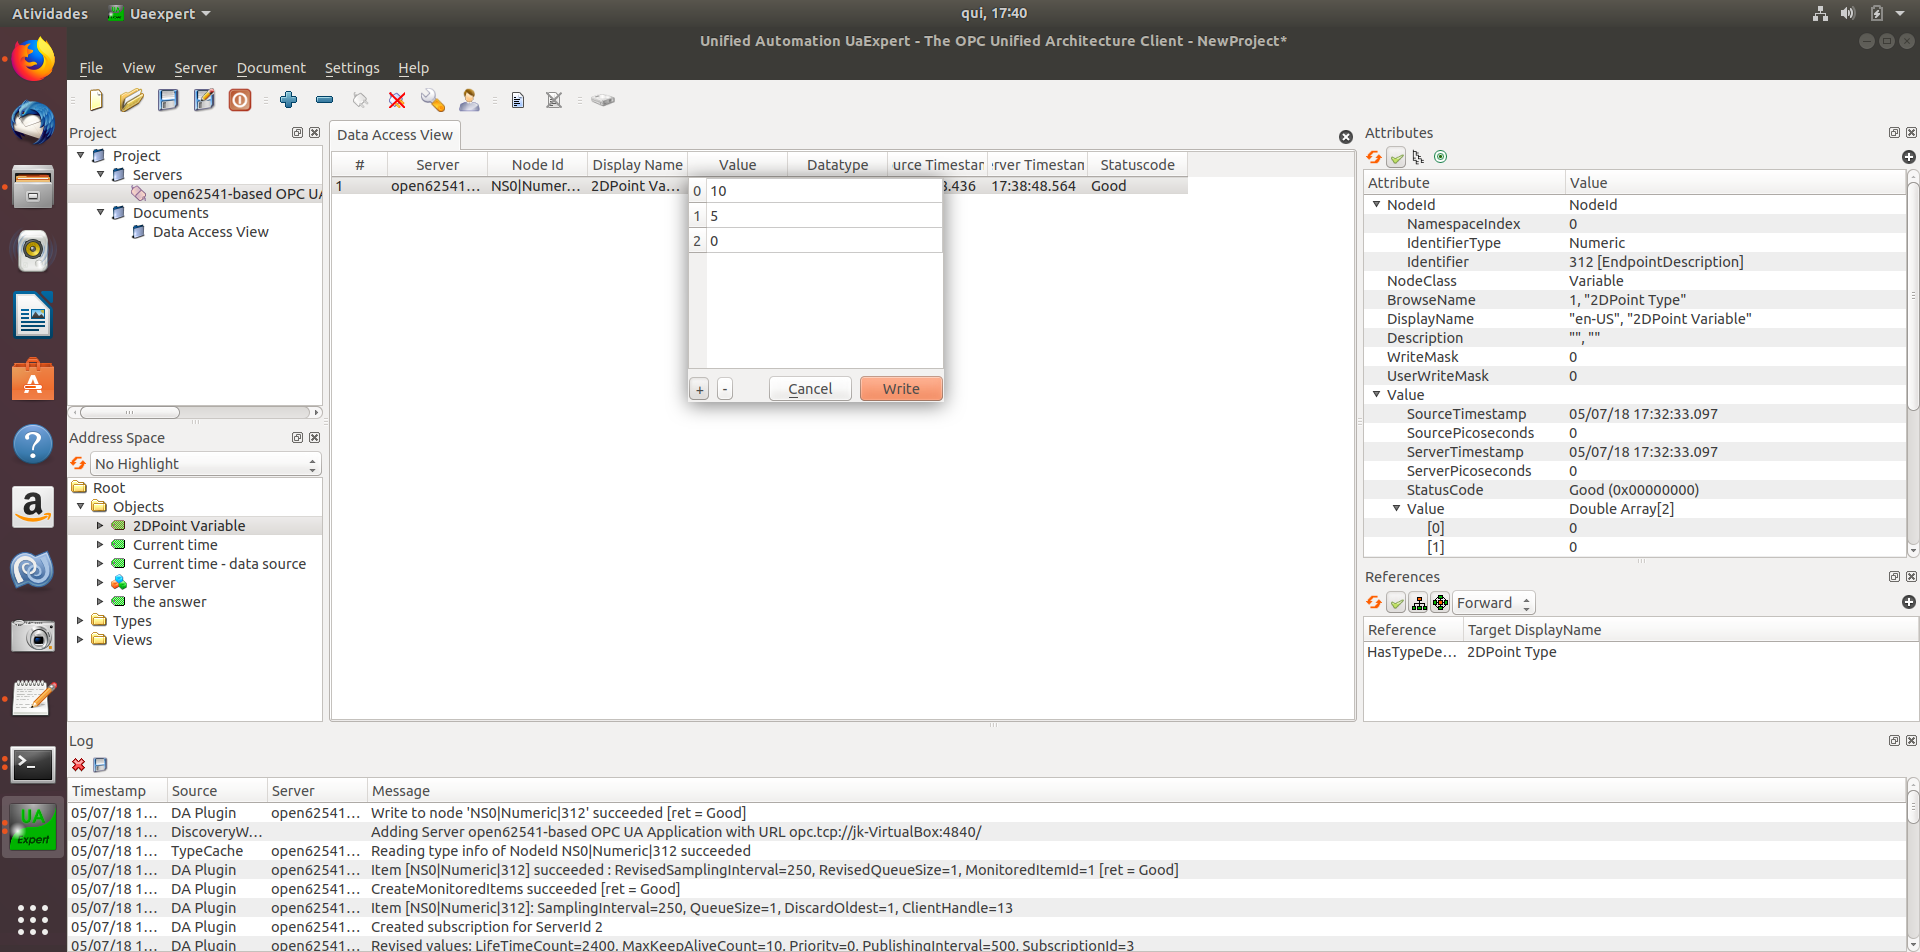 Atividades Uaexpert qui, 17:40
Unified Automation UaExpert - The OPC Unified Architecture Client - NewProject*
File View Server Document Settings Help
Project
Project
Servers
open62541-based OPC UA
Documents
Data Access View
Address Space
No Highlight
Root
Objects
2DPoint Variable
Current time
Current time - data source
Server
the answer
Types
Views
Data Access View
# Server Node Id Display Name Value Datatype urce Timestan rver Timestan Statuscode
1 open62541... NS0|Numer... 2DPoint Va... 3.436 17:38:48.564 Good
0 10
1 5
2 0
+ - Cancel Write
Attributes
Attribute Value
NodeId NodeId
NamespaceIndex 0
IdentifierType Numeric
Identifier 312 [EndpointDescription]
NodeClass Variable
BrowseName 1, "2DPoint Type"
DisplayName "en-US", "2DPoint Variable"
Description "", ""
WriteMask 0
UserWriteMask 0
Value
SourceTimestamp 05/07/18 17:32:33.097
SourcePicoseconds 0
ServerTimestamp 05/07/18 17:32:33.097
ServerPicoseconds 0
StatusCode Good (0x00000000)
Value Double Array[2]
[0] 0
[1] 0
References
Forward
Reference Target DisplayName
HasTypeDe... 2DPoint Type
Log
Timestamp Source Server Message
05/07/18 1... DA Plugin open62541... Write to node 'NS0|Numeric|312' succeeded [ret = Good]
05/07/18 1... DiscoveryW... Adding Server open62541-based OPC UA Application with URL opc.tcp://jk-VirtualBox:4840/
05/07/18 1... TypeCache open62541... Reading type info of NodeId NS0|Numeric|312 succeeded
05/07/18 1... DA Plugin open62541... Item [NS0|Numeric|312] succeeded : RevisedSamplingInterval=250, RevisedQueueSize=1, MonitoredItemId=1 [ret = Good]
05/07/18 1... DA Plugin open62541... CreateMonitoredItems succeeded [ret = Good]
05/07/18 1... DA Plugin open62541... Item [NS0|Numeric|312]: SamplingInterval=250, QueueSize=1, DiscardOldest=1, ClientHandle=13
05/07/18 1... DA Plugin open62541... Created subscription for ServerId 2
05/07/18 1... DA Plugin open62541... Revised values: LifeTimeCount=2400, MaxKeepAliveCount=10, Priority=0, PublishingInterval=500, SubscriptionId=3
UA
Expert